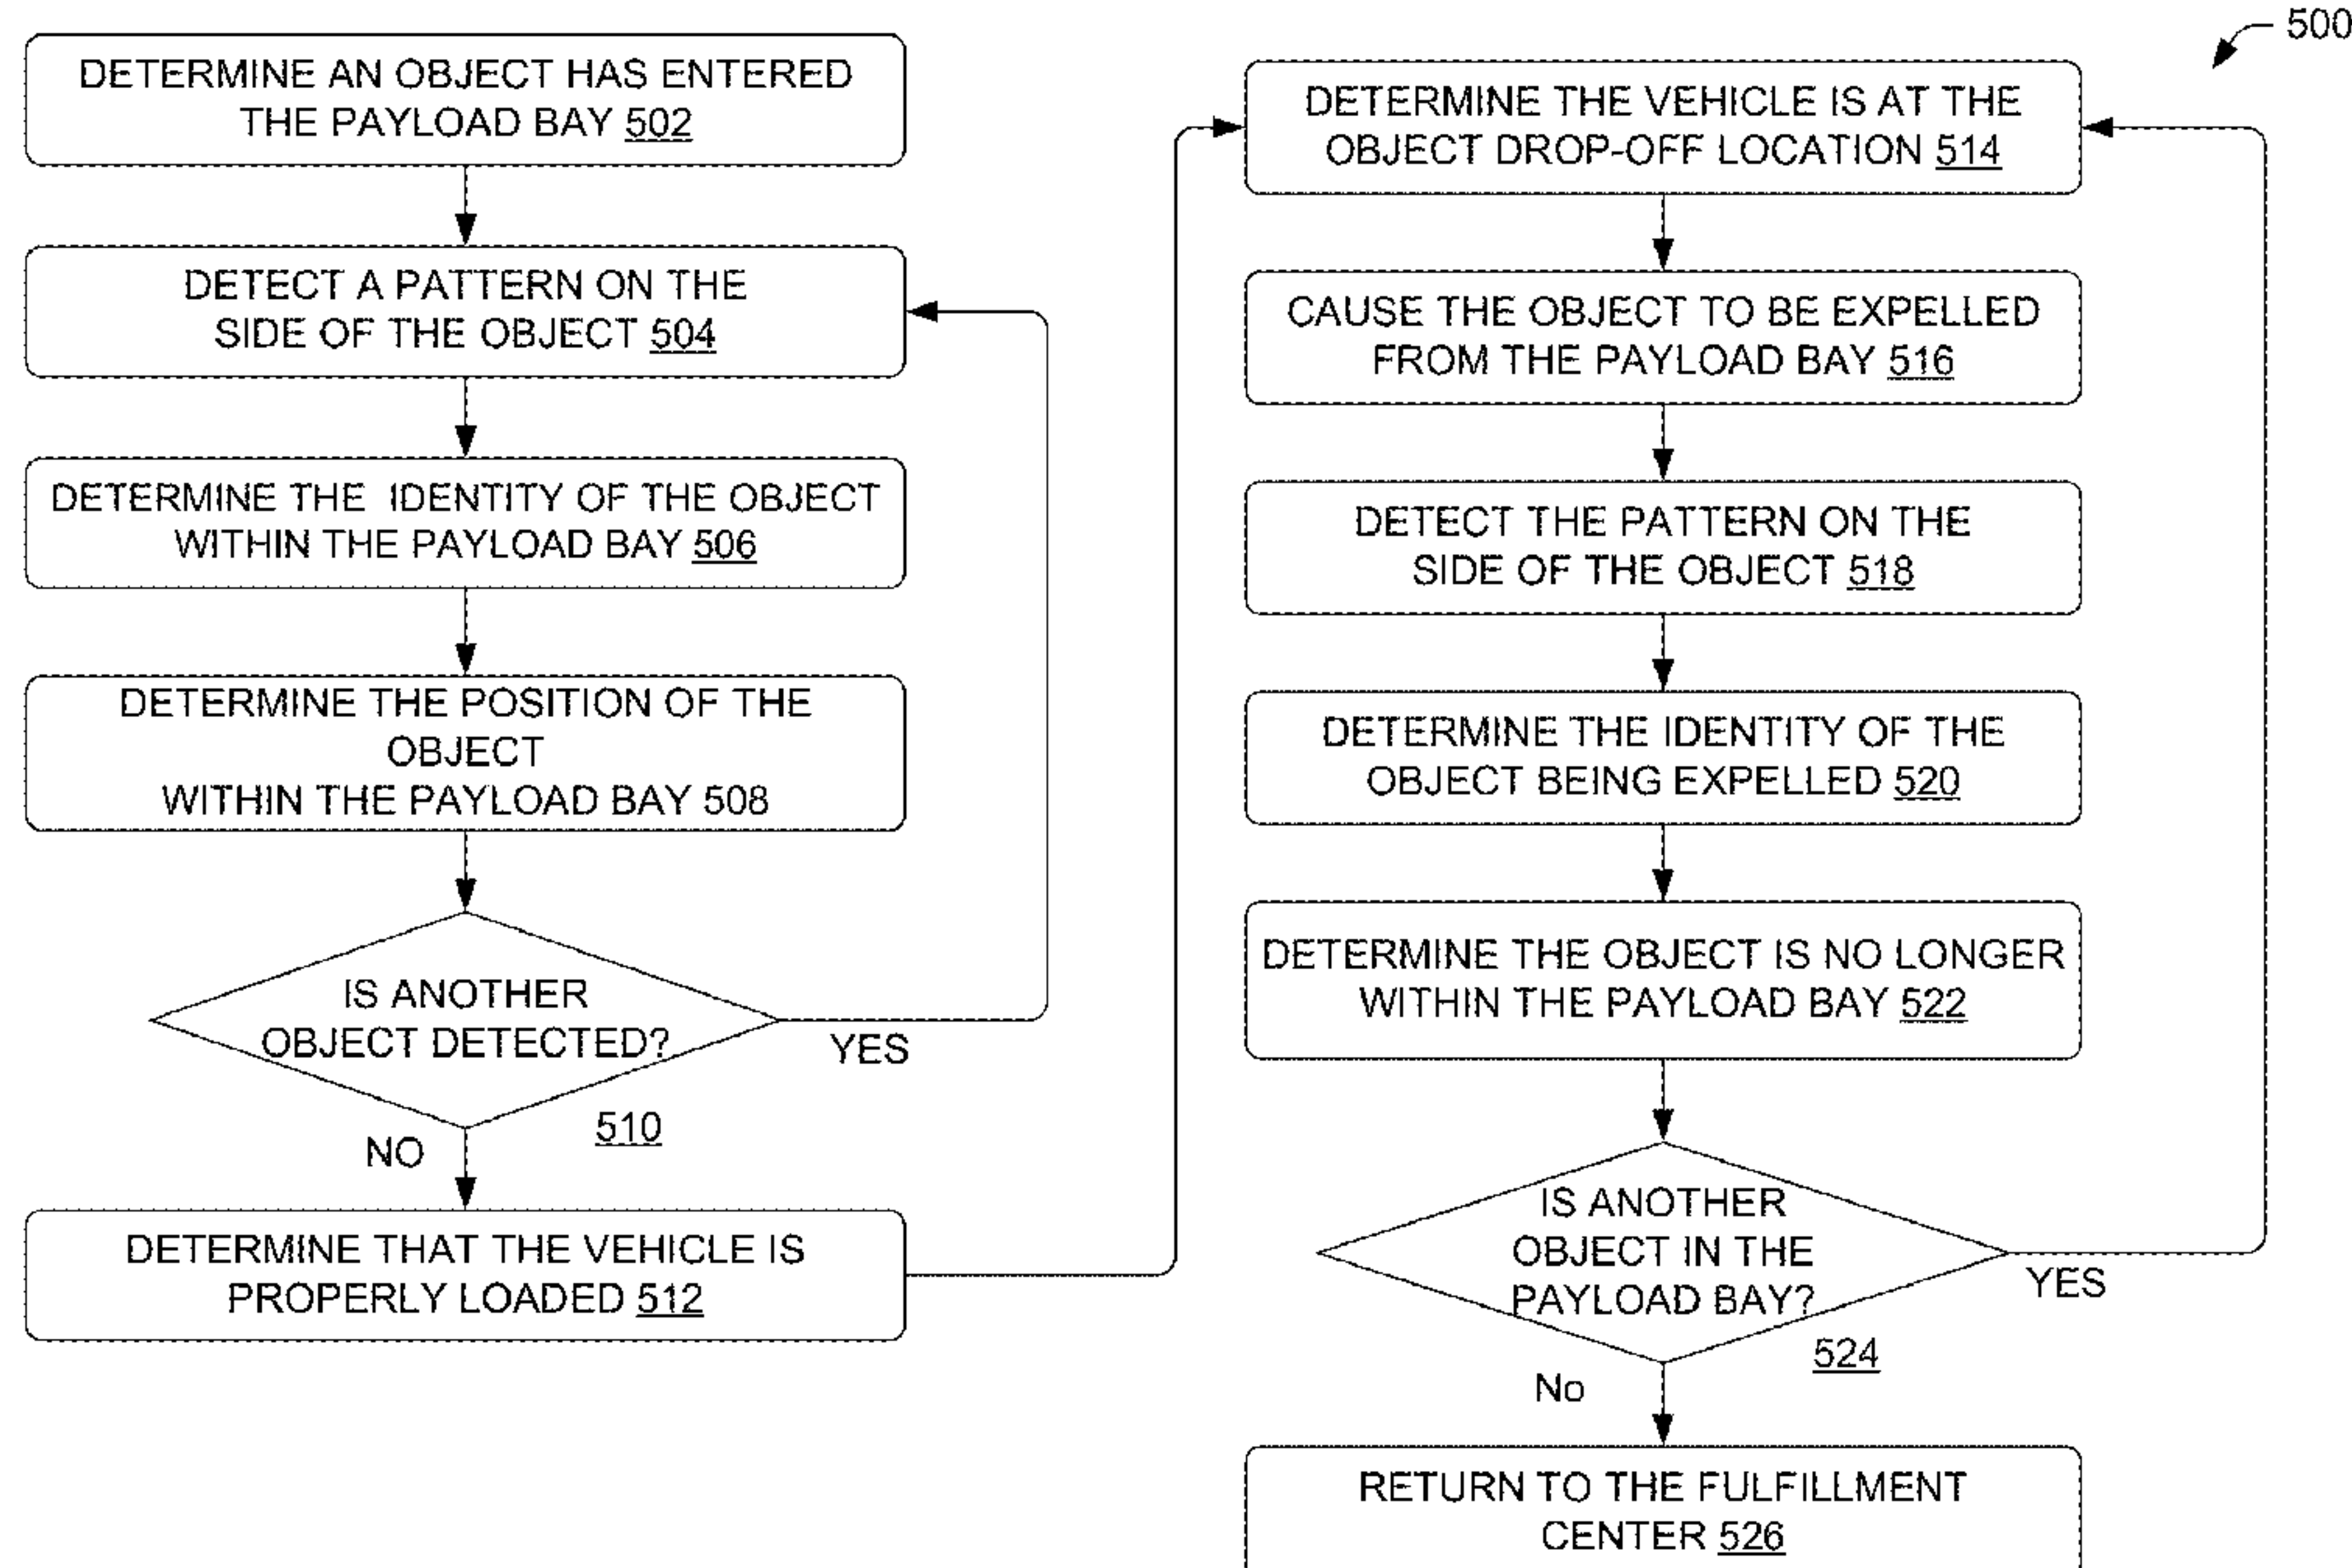 500
DETERMINE AN OBJECT HAS ENTERED
THE PAYLOAD BAY 502
DETECT A PATTERN ON THE
SIDE OF THE OBJECT 504
DETERMINE THE IDENTITY OF THE OBJECT
WITHIN THE PAYLOAD BAY 506
DETERMINE THE POSITION OF THE
OBJECT
WITHIN THE PAYLOAD BAY 508
IS ANOTHER
OBJECT DETECTED?
YES
510
NO
DETERMINE THAT THE VEHICLE IS
PROPERLY LOADED 512
DETERMINE THE VEHICLE IS AT THE
OBJECT DROP-OFF LOCATION 514
CAUSE THE OBJECT TO BE EXPELLED
FROM THE PAYLOAD BAY 516
DETECT THE PATTERN ON THE
SIDE OF THE OBJECT 518
DETERMINE THE IDENTITY OF THE
OBJECT BEING EXPELLED 520
DETERMINE THE OBJECT IS NO LONGER
WITHIN THE PAYLOAD BAY 522
IS ANOTHER
OBJECT IN THE
PAYLOAD BAY?
YES
524
No
RETURN TO THE FULFILLMENT
CENTER 526